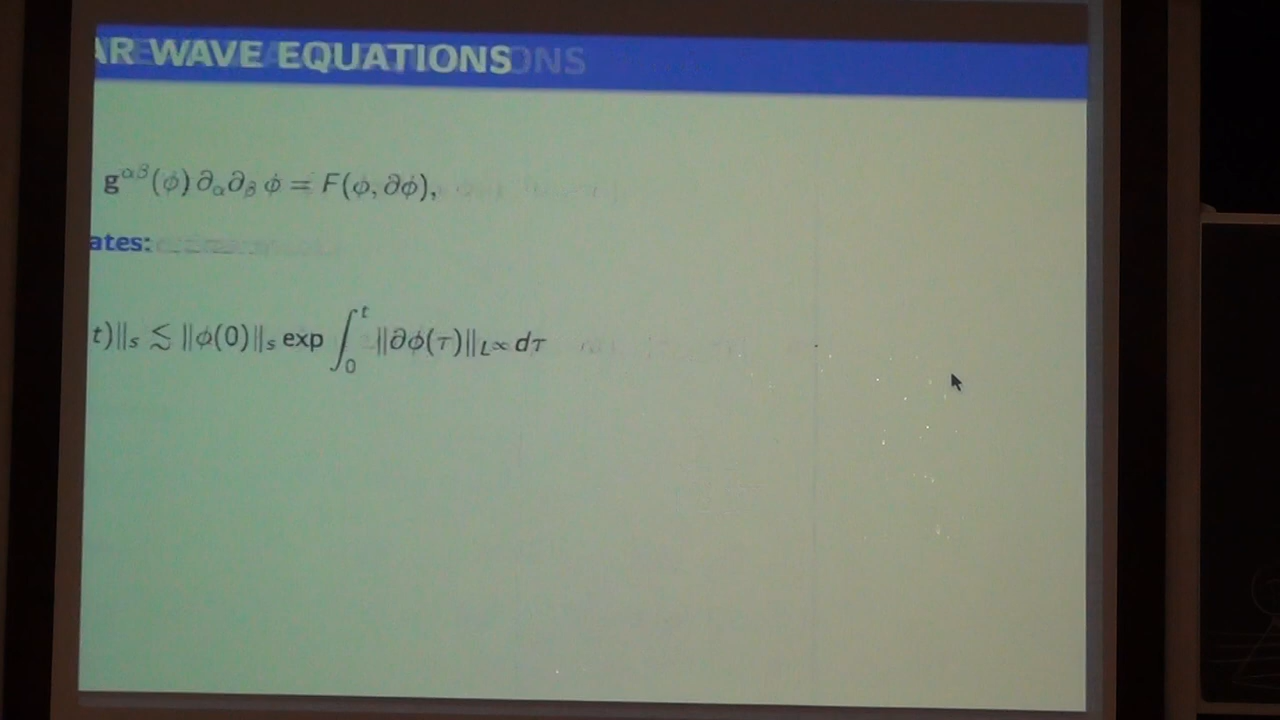 AR WAVE EQUATIONS
g^{αβ}(ϕ) ∂_α∂_β ϕ = F(ϕ, ∂ϕ),
ates:
t)‖_s ≲ ‖ϕ(0)‖_s exp ∫_0^t ‖∂ϕ(τ)‖_{L^∞} dτ